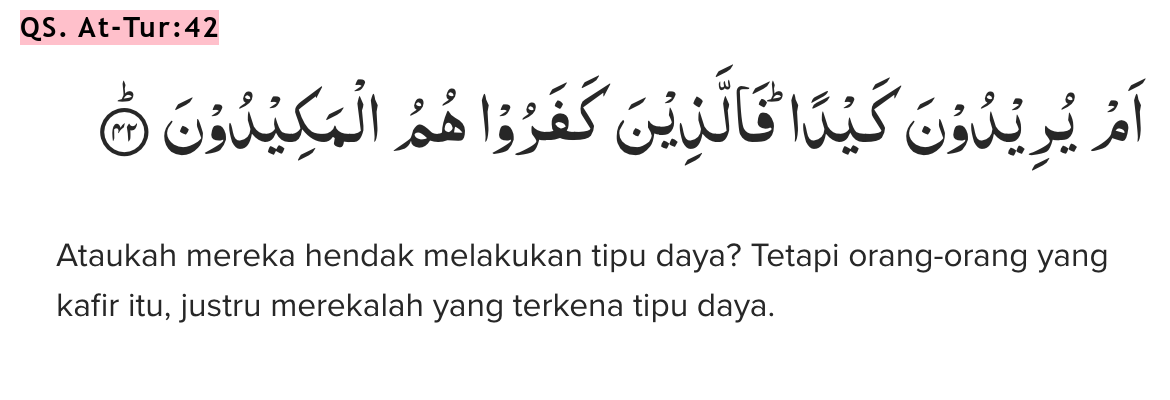 QS. At-Tur:42
اَمْ يُرِيْدُوْنَ كَيْدًاۗ فَالَّذِيْنَ كَفَرُوْا هُمُ الْمَكِيْدُوْنَۗ ٤٢
Ataukah mereka hendak melakukan tipu daya? Tetapi orang-orang yang
kafir itu, justru merekalah yang terkena tipu daya.